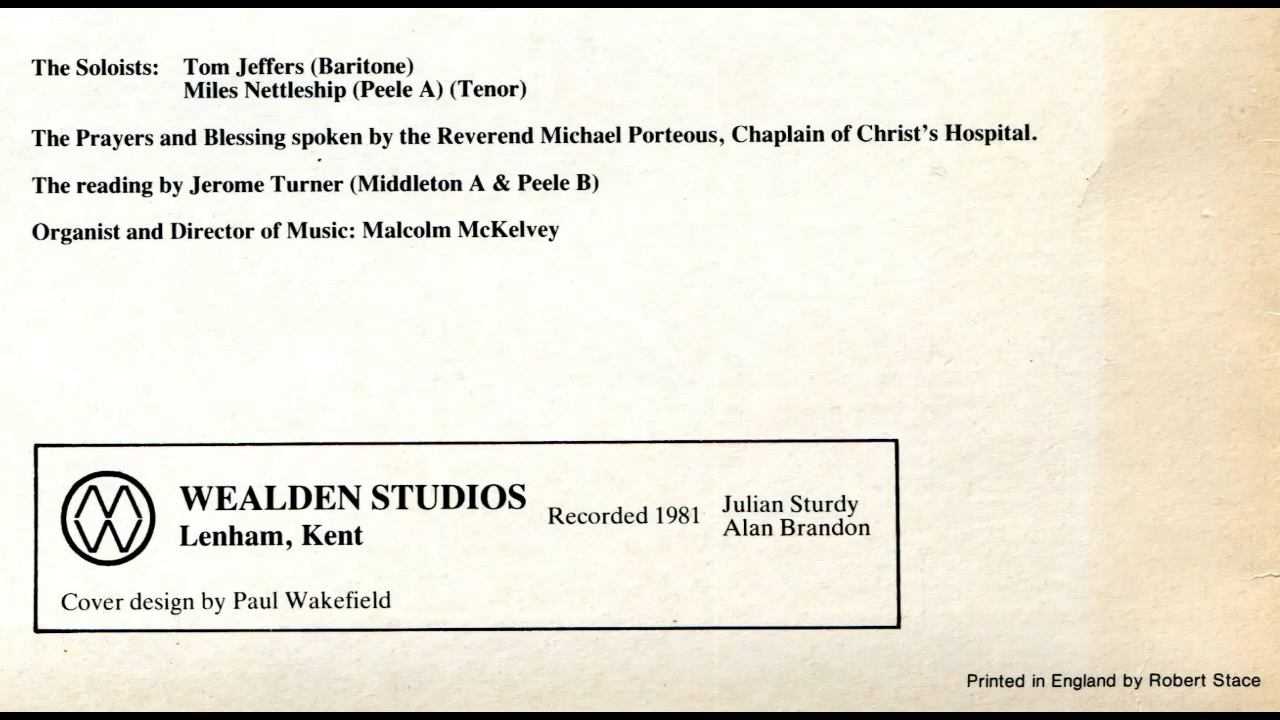 The Soloists: Tom Jeffers (Baritone)
Miles Nettleship (Peele A) (Tenor)
The Prayers and Blessing spoken by the Reverend Michael Porteous, Chaplain of Christ's Hospital.
The reading by Jerome Turner (Middleton A & Peele B)
Organist and Director of Music: Malcolm McKelvey
WEALDEN STUDIOS
Lenham, Kent
Recorded 1981
Julian Sturdy
Alan Brandon
Cover design by Paul Wakefield
Printed in England by Robert Stace